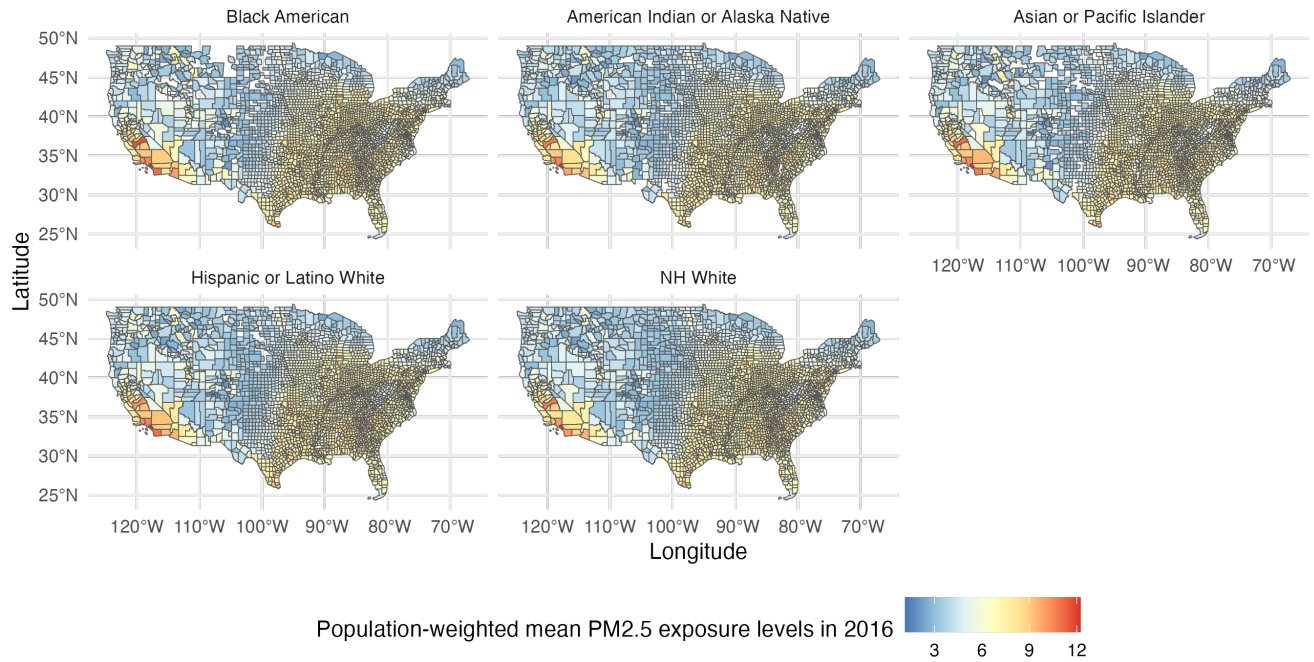 Black American
American Indian or Alaska Native
Asian or Pacific Islander
50°N
45°N
40°N
35°N
30°N
25°N
120°W 110°W 100°W 90°W 80°W 70°W
Hispanic or Latino White
NH White
50°N
45°N
40°N
35°N
30°N
25°N
120°W 110°W 100°W 90°W 80°W 70°W
120°W 110°W 100°W 90°W 80°W 70°W
Latitude
Longitude
Population-weighted mean PM2.5 exposure levels in 2016
3 6 9 12